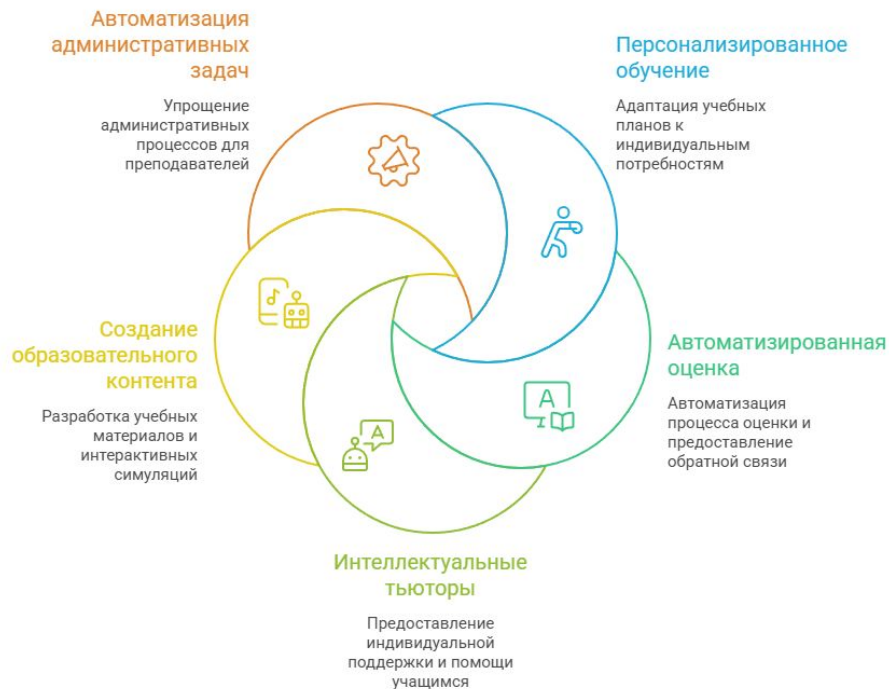 Автоматизация
административных
задач
Упрощение
административных
процессов для
преподавателей
Персонализированное
обучение
Адаптация учебных
планов к
индивидуальным
потребностям
Создание
образовательного
контента
Разработка учебных
материалов и
интерактивных
симуляций
Автоматизированная
оценка
Автоматизация
процесса оценки и
предоставление
обратной связи
A
A
Интеллектуальные
тьюторы
Предоставление
индивидуальной
поддержки и помощи
учащимся